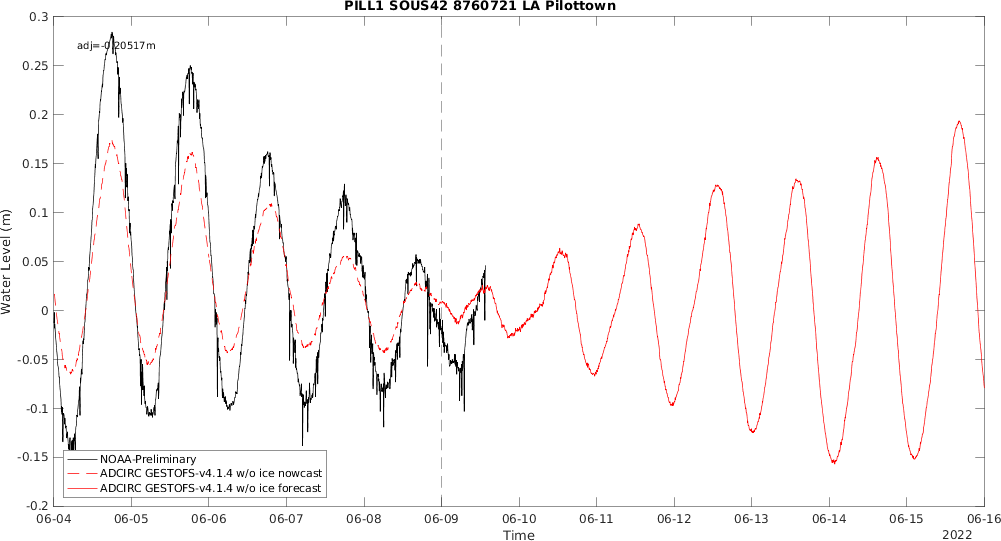 PILL1 SOUS42 8760721 LA Pilottown
0.3
adj=-0.20517m
0.25
0.2
0.15
0.1
0.05
0
-0.05
-0.1
-0.15
-0.2
Water Level (m)
NOAA-Preliminary
ADCIRC GESTOFS-v4.1.4 w/o ice nowcast
ADCIRC GESTOFS-v4.1.4 w/o ice forecast
06-04 06-05 06-06 06-07 06-08 06-09 06-10 06-11 06-12 06-13 06-14 06-15 06-16
Time
2022